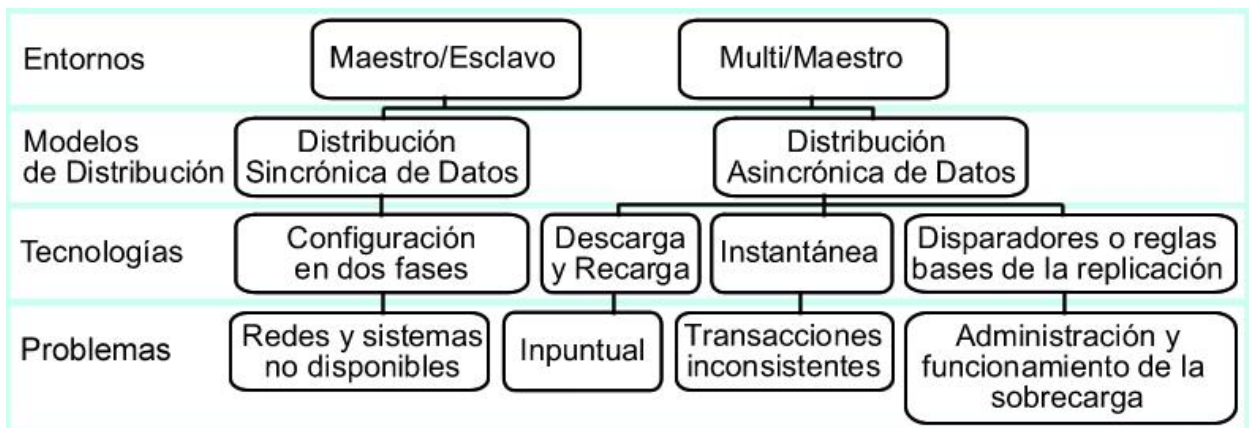 Entornos
Maestro/Esclavo
Multi/Maestro
Modelos
de Distribución
Distribución
Sincrónica de Datos
Distribución
Asincrónica de Datos
Tecnologías
Configuración
en dos fases
Descarga
y Recarga
Instantánea
Disparadores o reglas
bases de la replicación
Problemas
Redes y sistemas
no disponibles
Inpuntual
Transacciones
inconsistentes
Administración y
funcionamiento de la
sobrecarga